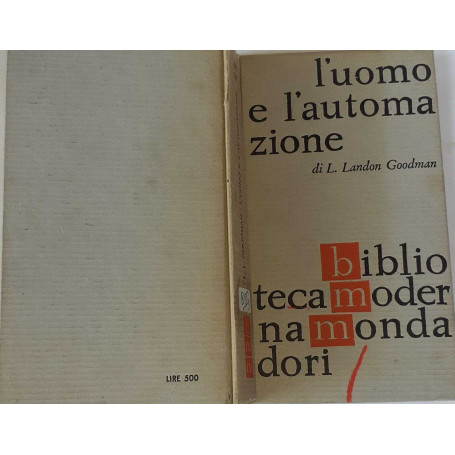 LIRE 500
l'uomo
e l'automa
zione
di L. Landon Goodman
biblio
tecamoder
namonda
dori